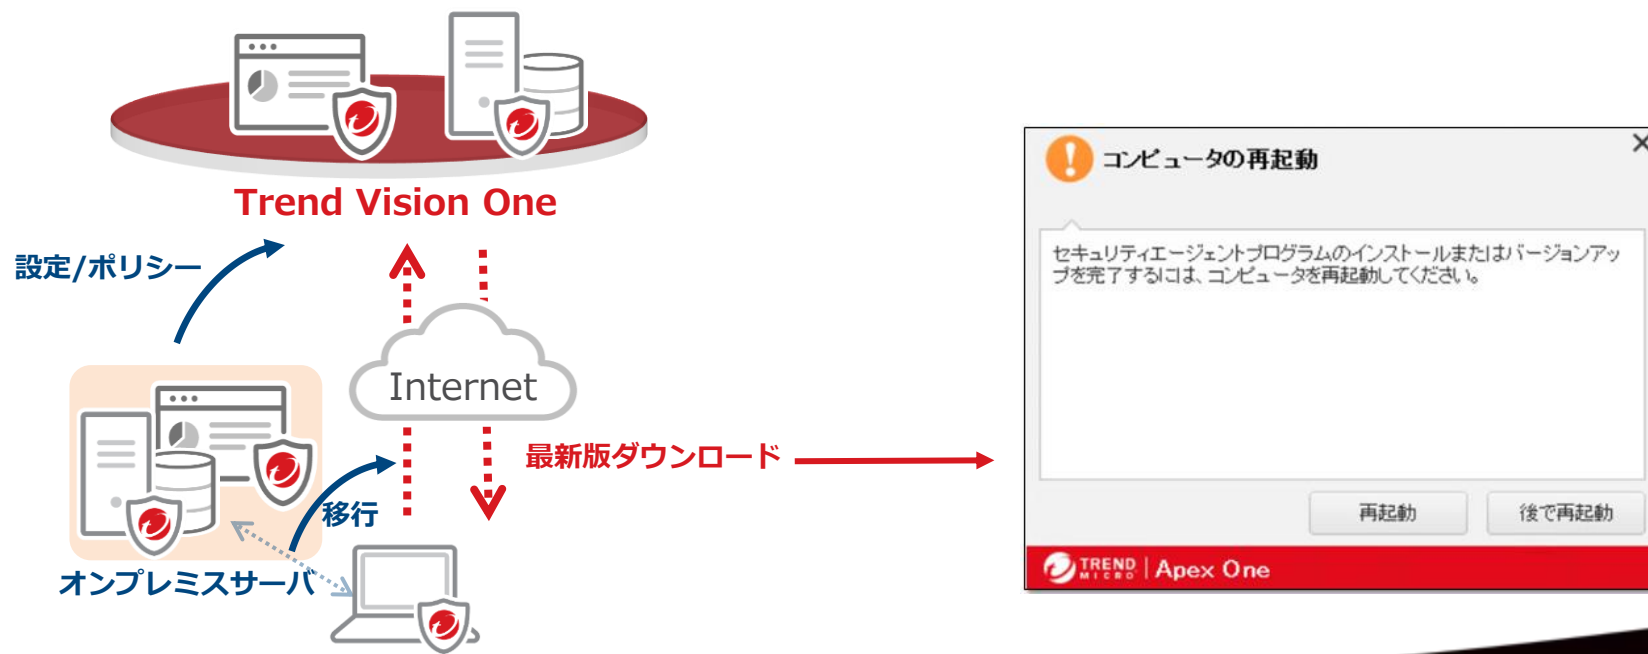 Trend Vision One
設定/ポリシー
Internet
最新版ダウンロード
移行
オンプレミスサーバ
コンピュータの再起動
セキュリティエージェントプログラムのインストールまたはバージョンアッ
プを完了するには、コンピュータを再起動してください。
再起動
後で再起動
TREND MICRO | Apex One